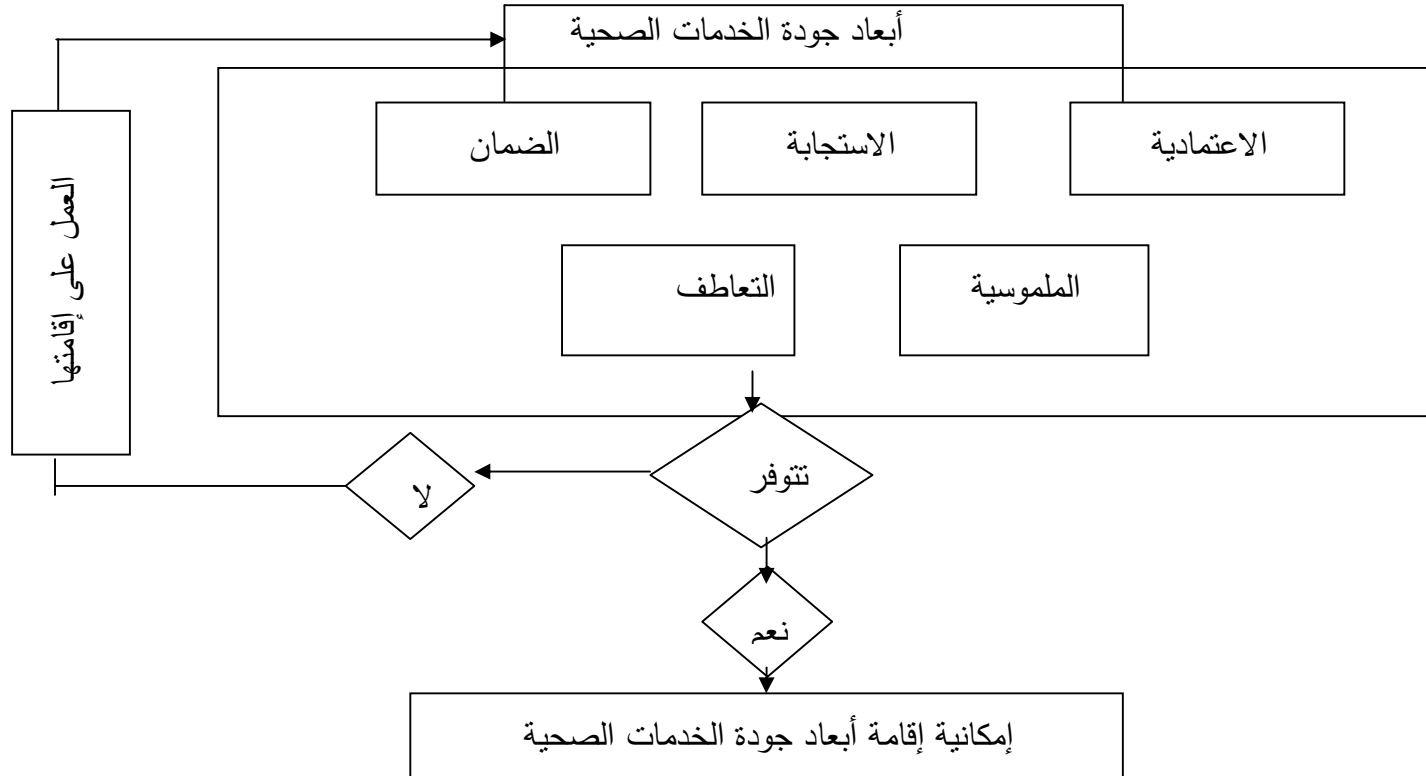 أبعاد جودة الخدمات الصحية
الاعتمادية
الاستجابة
الضمان
الملموسية
التعاطف
العمل على إقامتها
تتوفر
لا
نعم
إمكانية إقامة أبعاد جودة الخدمات الصحية